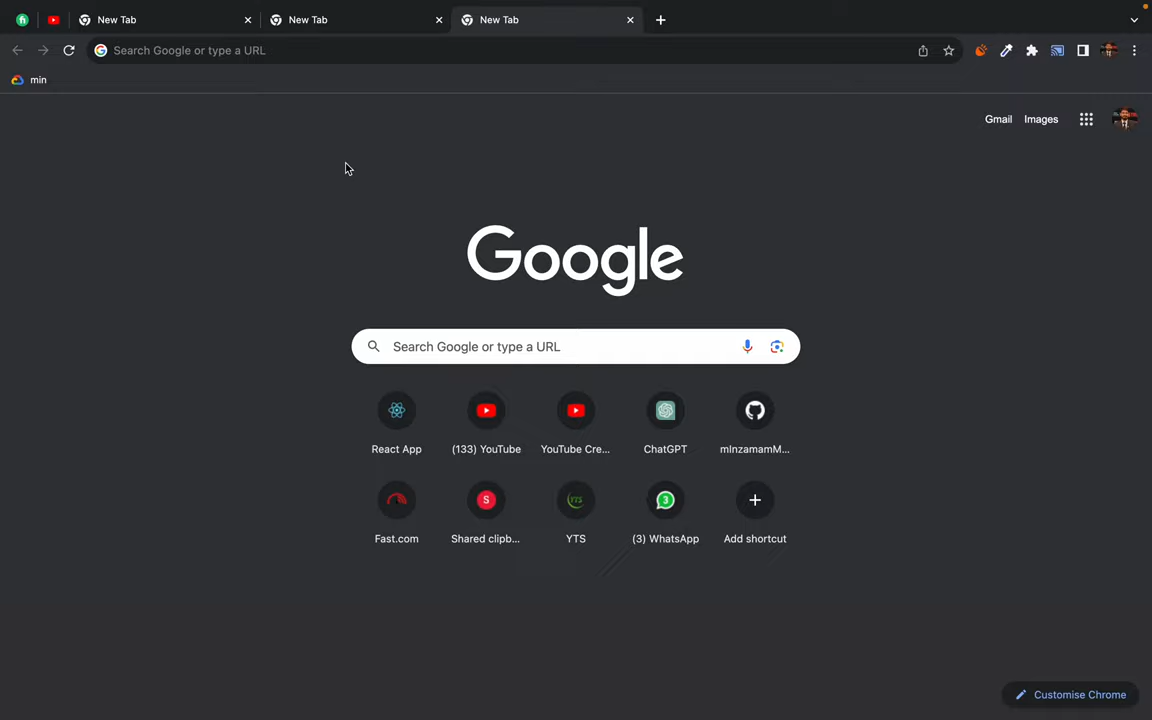 New Tab
New Tab
New Tab
Search Google or type a URL
min
Gmail
Images
Google
Search Google or type a URL
React App
(133) YouTube
YouTube Cre...
ChatGPT
mInzamamM...
Fast.com
S
Shared clipb...
YTS
YTS
3
(3) WhatsApp
Add shortcut
Customise Chrome